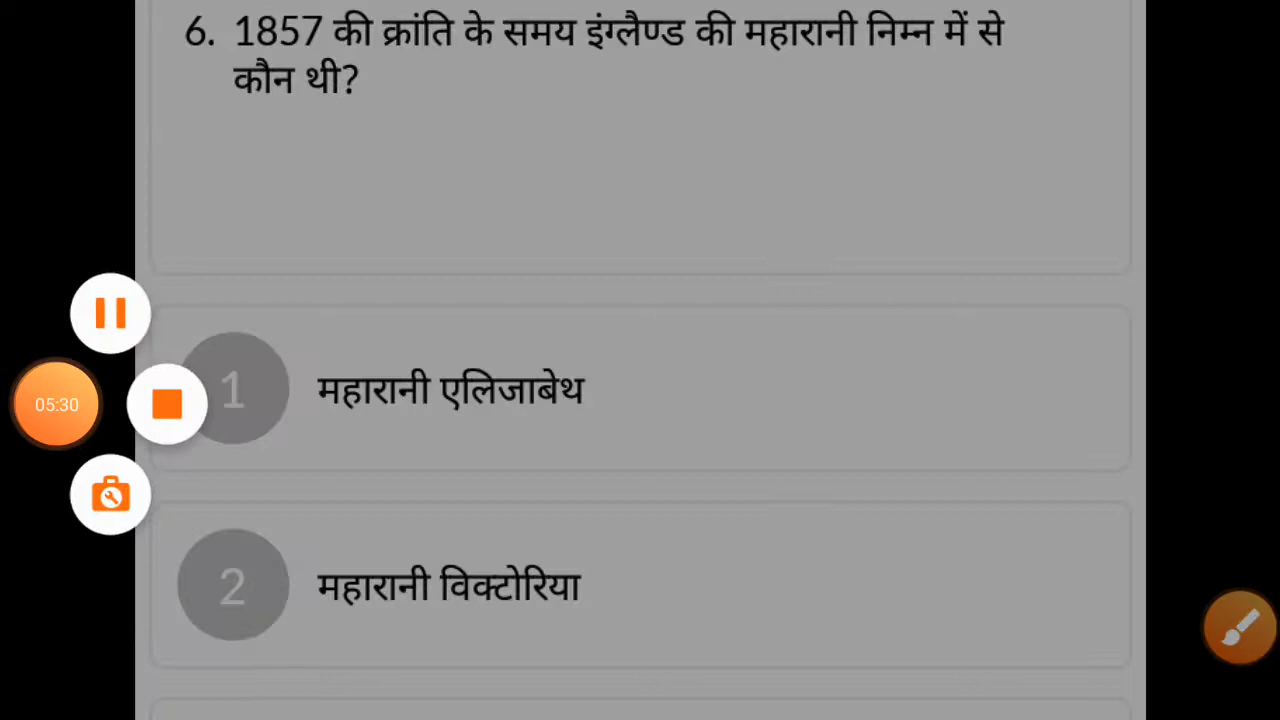 6. 1857 की क्रांति के समय इंग्लैण्ड की महारानी निम्न में से
कौन थी?
1 महारानी एलिजाबेथ
05:30
2 महारानी विक्टोरिया